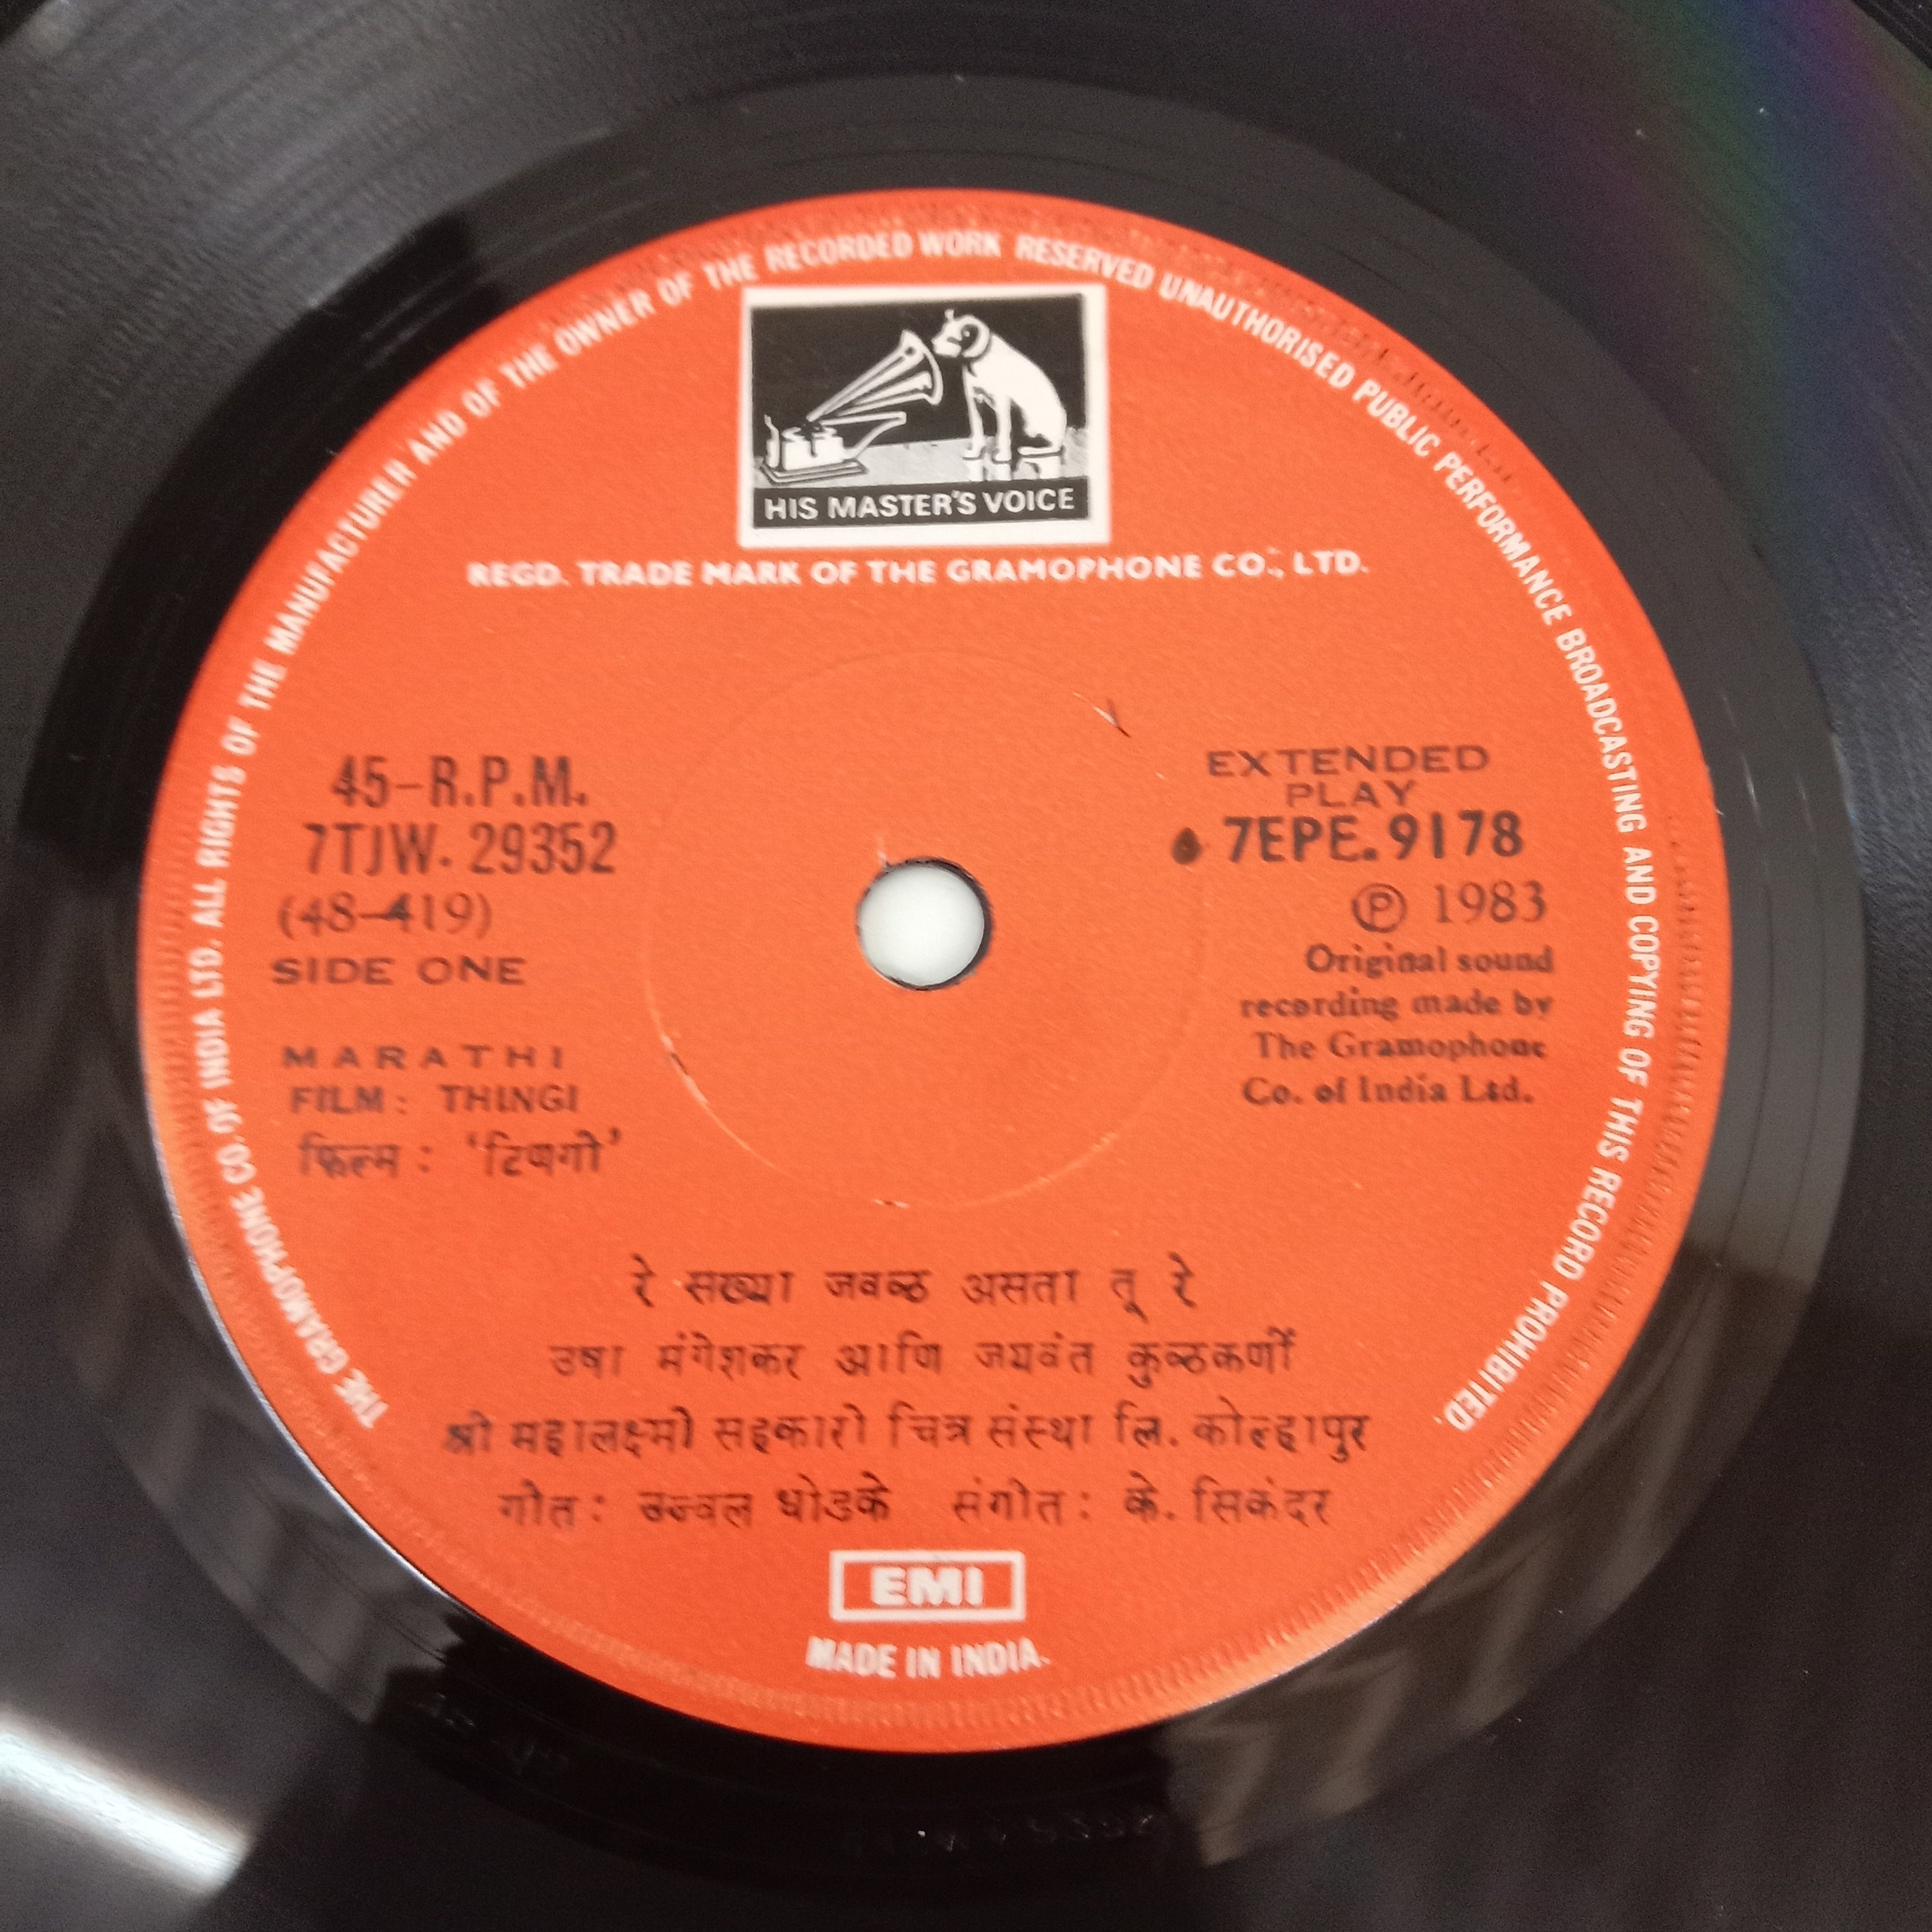 THE GRAMOPHONE CO. OF INDIA LTD. ALL RIGHTS OF THE MANUFACTURER AND OF THE OWNER OF THE RECORDED WORK RESERVED UNAUTHORISED PUBLIC PERFORMANCE BROADCASTING AND COPYING OF THIS RECORD PROHIBITED.
HIS MASTER'S VOICE
REGD. TRADE MARK OF THE GRAMOPHONE CO., LTD.
45-R.P.M.
7TJW. 29352
(48-419)
SIDE ONE
MARATHI
FILM: THINGI
फिल्म : 'ठिणगी'
EXTENDED
PLAY
7EPE. 9178
℗ 1983
Original sound
recording made by
The Gramophone
Co. of India Ltd.
रे सख्या जवळ असता तू रे
उषा मंगेशकर आणि जयवंत कुळकर्णी
श्री महालक्ष्मी सहकारी चित्र संस्था लि. कोल्हापुर
गीत : उज्वल धोडके संगीत : के. सिकंदर
EMI
MADE IN INDIA.